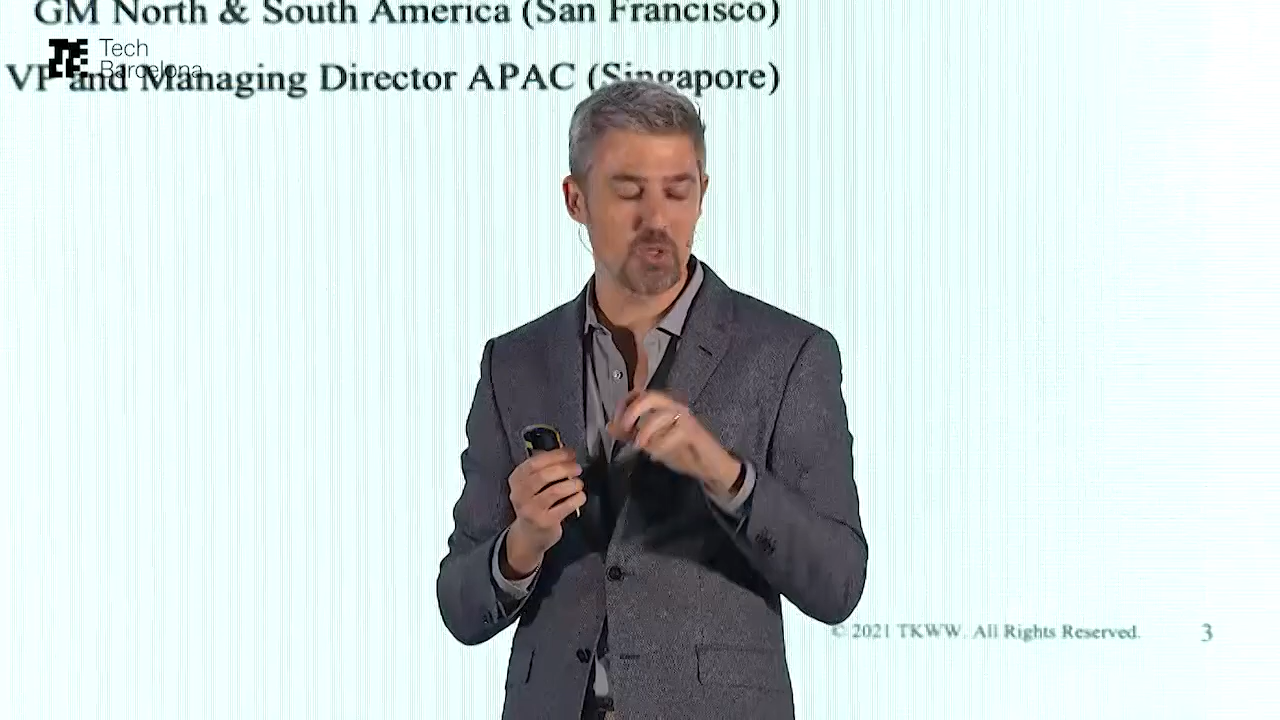 GM North & South America (San Francisco)
Tech
Barcelona
VP and Managing Director APAC (Singapore)
© 2021 TKWW. All Rights Reserved.
3